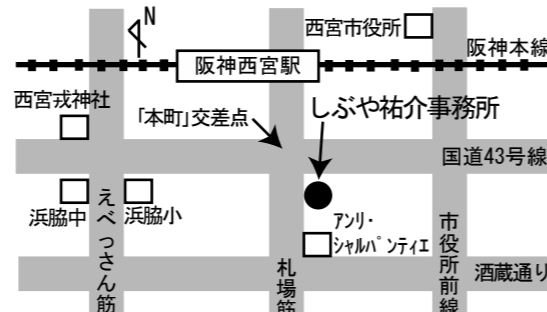 N
西宮市役所
阪神本線
阪神西宮駅
西宮戎神社
「本町」交差点
しぶや祐介事務所
国道43号線
浜脇中
浜脇小
えべっさん筋
アンリ・
シャルパンティエ
札場筋
市役所前線
酒蔵通り